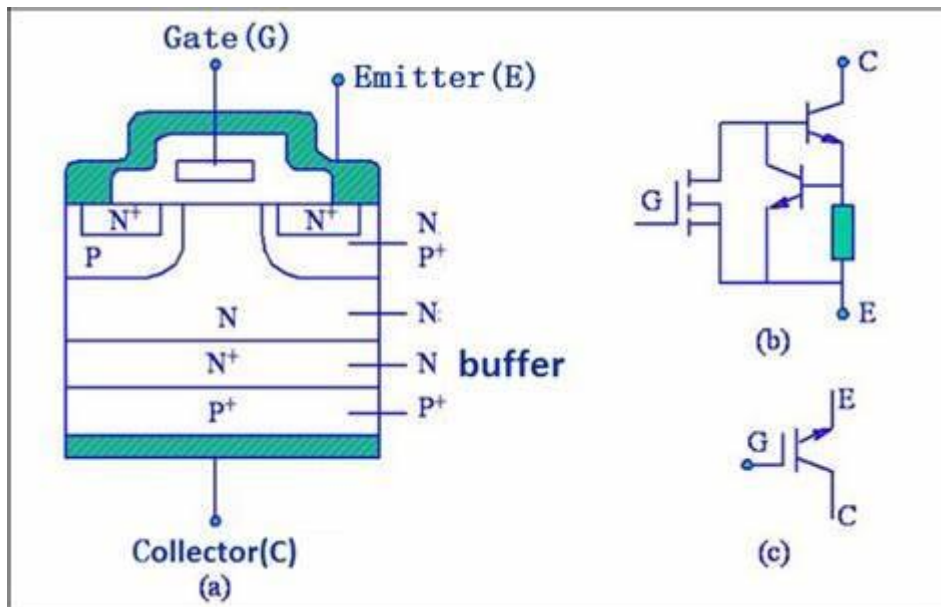 Gate(G)
Emitter(E)
N+ N+ N
P P+
N N
N+ N buffer
P+ P+
Collector(C)
(a)
C
G
E
(b)
E
G
C
(c)